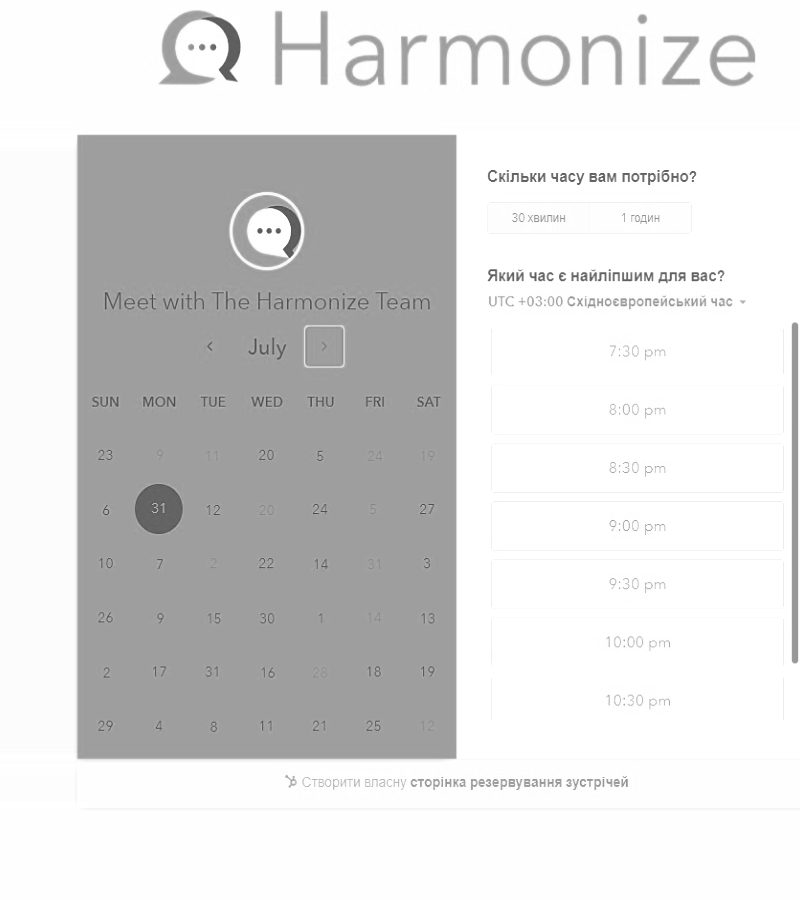 Harmonize
Meet with The Harmonize Team
July
SUN MON TUE WED THU FRI SAT
23 9 11 20 5 24 19
6 31 12 20 24 5 27
10 7 2 22 14 31 3
26 9 15 30 1 14 13
2 17 31 16 28 18 19
29 4 8 11 21 25 12
Скільки часу вам потрібно?
30 хвилин 1 годин
Який час є найліпшим для вас?
UTC +03:00 Східноєвропейський час
7:30 pm
8:00 pm
8:30 pm
9:00 pm
9:30 pm
10:00 pm
10:30 pm
Створити власну сторінка резервування зустрічей